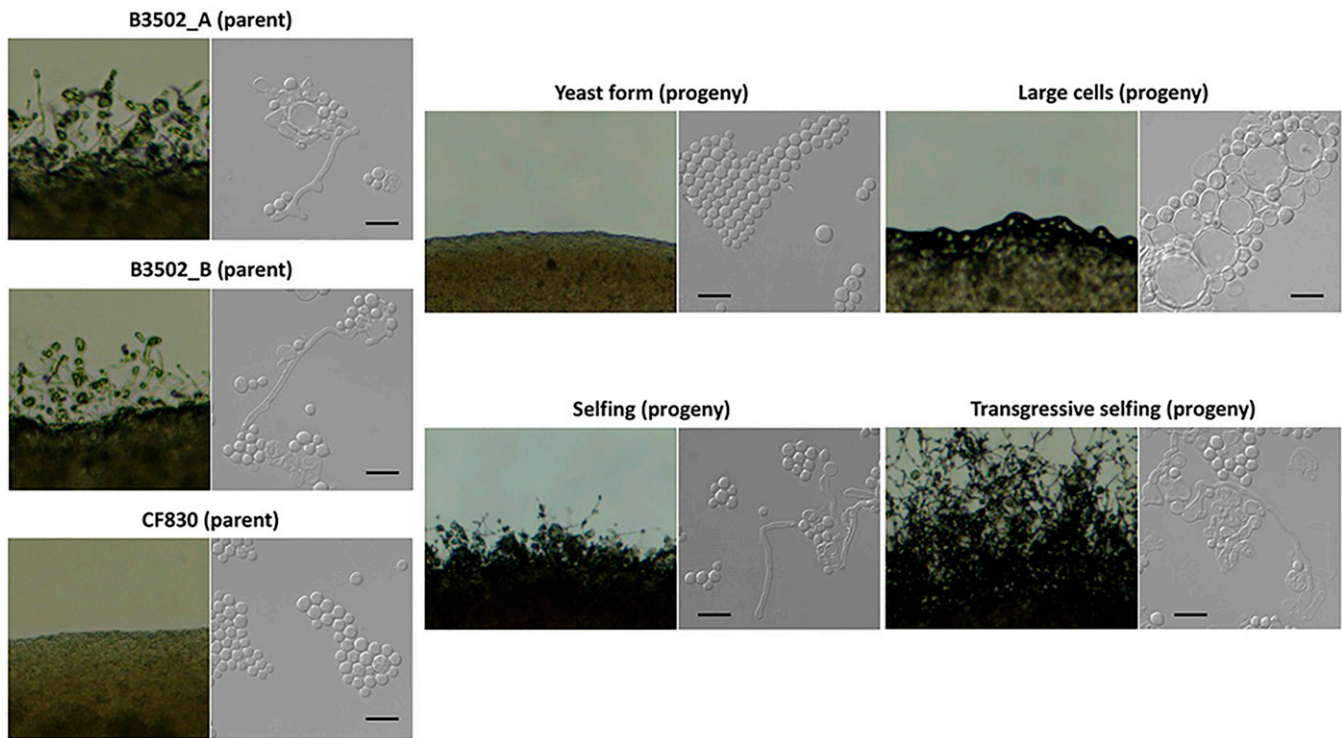 B3502_A (parent)
B3502_B (parent)
CF830 (parent)
Yeast form (progeny)
Large cells (progeny)
Selfing (progeny)
Transgressive selfing (progeny)